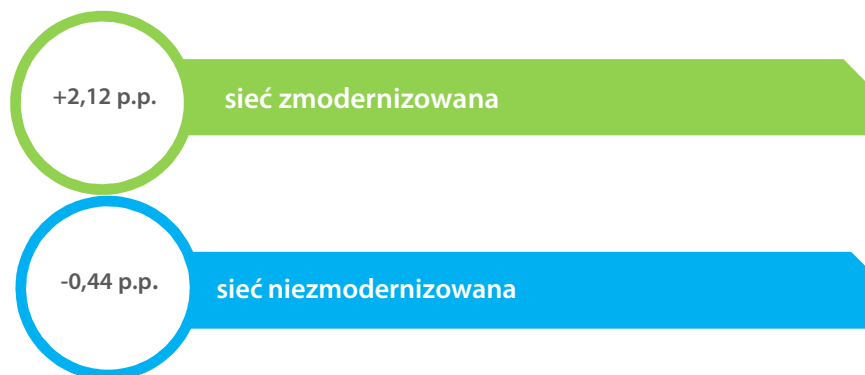 +2,12 p.p.
sieć zmodernizowana
-0,44 p.p.
sieć niezmodernizowana